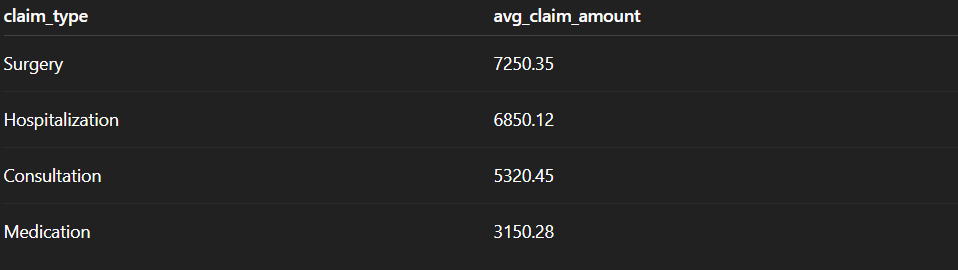 claim_type avg_claim_amount
Surgery 7250.35
Hospitalization 6850.12
Consultation 5320.45
Medication 3150.28